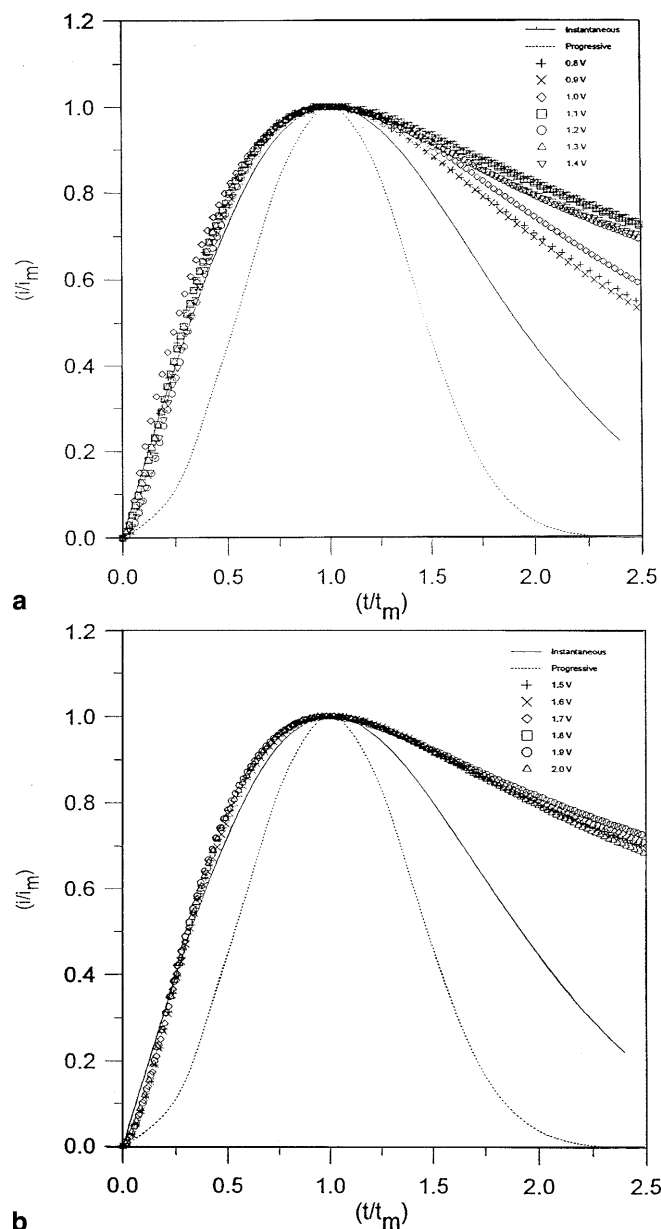 1.2
1.0
0.8
0.6
0.4
0.2
0.0
(i/im)
0.0 0.5 1.0 1.5 2.0 2.5
(t/tm)
Instantaneous
Progressive
0.8 V
0.9 V
1.0 V
1.1 V
1.2 V
1.3 V
1.4 V
a
1.2
1.0
0.8
0.6
0.4
0.2
0.0
(i/im)
0.0 0.5 1.0 1.5 2.0 2.5
(t/tm)
Instantaneous
Progressive
1.5 V
1.6 V
1.7 V
1.8 V
1.9 V
2.0 V
b